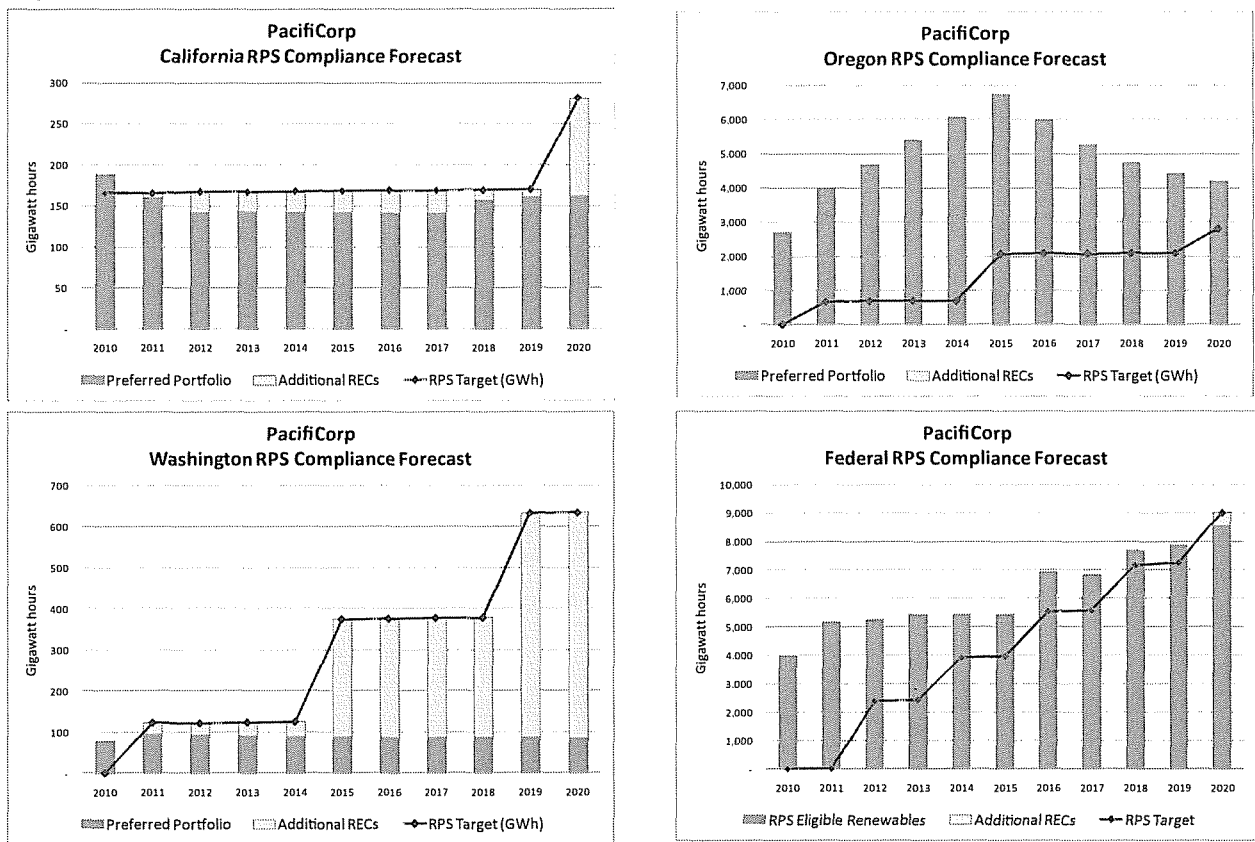 PacifiCorp
California RPS Compliance Forecast
300
250
200
150
100
50
-
Gigawatt hours
2010 2011 2012 2013 2014 2015 2016 2017 2018 2019 2020
Preferred Portfolio Additional RECs RPS Target (GWh)
PacifiCorp
Oregon RPS Compliance Forecast
7,000
6,000
5,000
4,000
3,000
2,000
1,000
-
Gigawatt hours
2010 2011 2012 2013 2014 2015 2016 2017 2018 2019 2020
Preferred Portfolio Additional RECs RPS Target (GWh)
PacifiCorp
Washington RPS Compliance Forecast
700
600
500
400
300
200
100
-
Gigawatt hours
2010 2011 2012 2013 2014 2015 2016 2017 2018 2019 2020
Preferred Portfolio Additional RECs RPS Target (GWh)
PacifiCorp
Federal RPS Compliance Forecast
10,000
9,000
8,000
7,000
6,000
5,000
4,000
3,000
2,000
1,000
-
Gigawatt hours
2010 2011 2012 2013 2014 2015 2016 2017 2018 2019 2020
RPS Eligible Renewables Additional RECs RPS Target